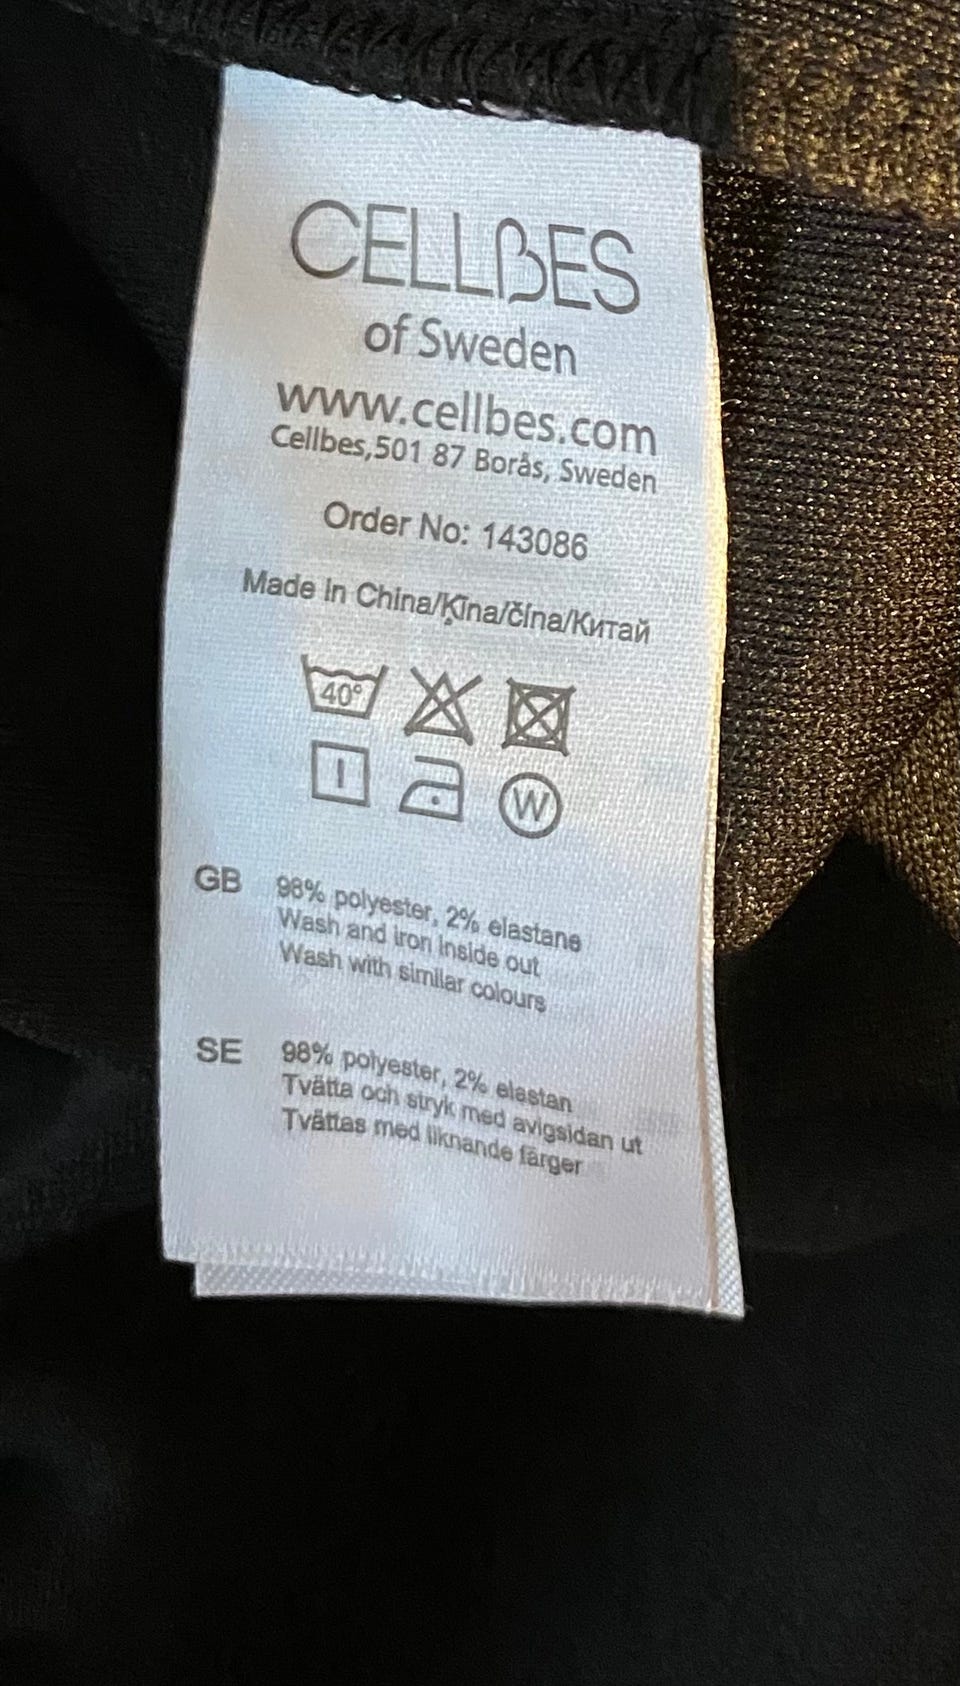 CELLBES
of Sweden
www.cellbes.com
Cellbes,501 87 Borås, Sweden
Order No: 143086
Made in China/Ķīna/čína/Китай
40°
W
GB 98% polyester, 2% elastane
Wash and iron inside out
Wash with similar colours
SE 98% polyester, 2% elastan
Tvätta och stryk med avigsidan ut
Tvättas med liknande färger